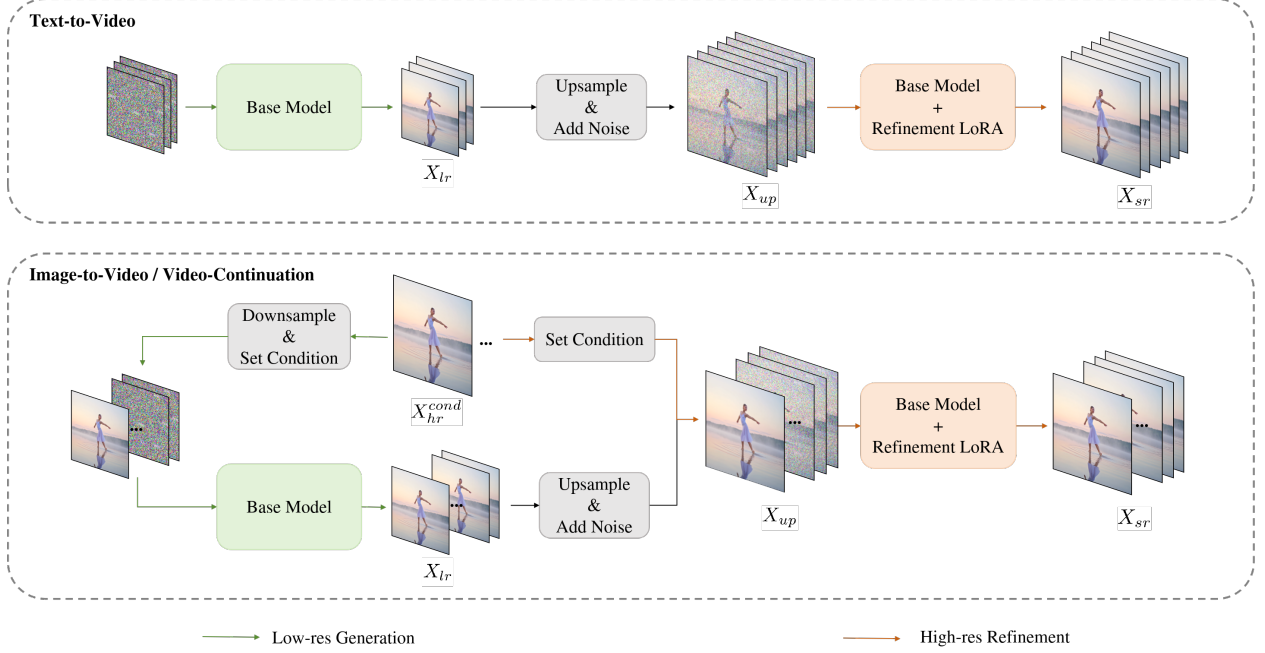 Text-to-Video
Base Model
X_{lr}
Upsample
&
Add Noise
X_{up}
Base Model
+
Refinement LoRA
X_{sr}
Image-to-Video / Video-Continuation
Downsample
&
Set Condition
X_{hr}^{cond}
...
Set Condition
...
Base Model
...
X_{lr}
Upsample
&
Add Noise
...
X_{up}
Base Model
+
Refinement LoRA
...
X_{sr}
Low-res Generation
High-res Refinement